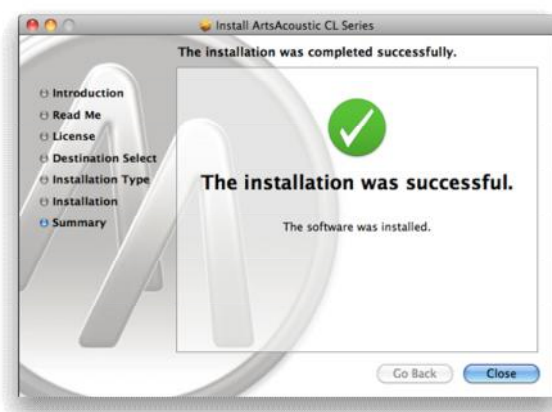 Install ArtsAcoustic CL Series
The installation was completed successfully.
Introduction
Read Me
License
Destination Select
Installation Type
Installation
Summary
The installation was successful.
The software was installed.
Go Back
Close